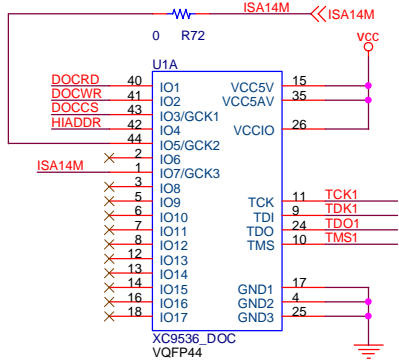 ISA14M ISA14M
0 R72
VCC
U1A
DOCRD 40 IO1 VCC5V 15
DOCWR 41 IO2 VCC5AV 35
DOCCS 43 IO3/GCK1
HIADDR 42 IO4 VCCIO 26
44 IO5/GCK2
2 IO6
ISA14M 1 IO7/GCK3
3 IO8
5 IO9 TCK 11 TCK1
6 IO10 TDI 9 TDK1
7 IO11 TDO 24 TDO1
8 IO12 TMS 10 TMS1
12 IO13
13 IO14
14 IO15 GND1 17
16 IO16 GND2 4
18 IO17 GND3 25
XC9536_DOC
VQFP44